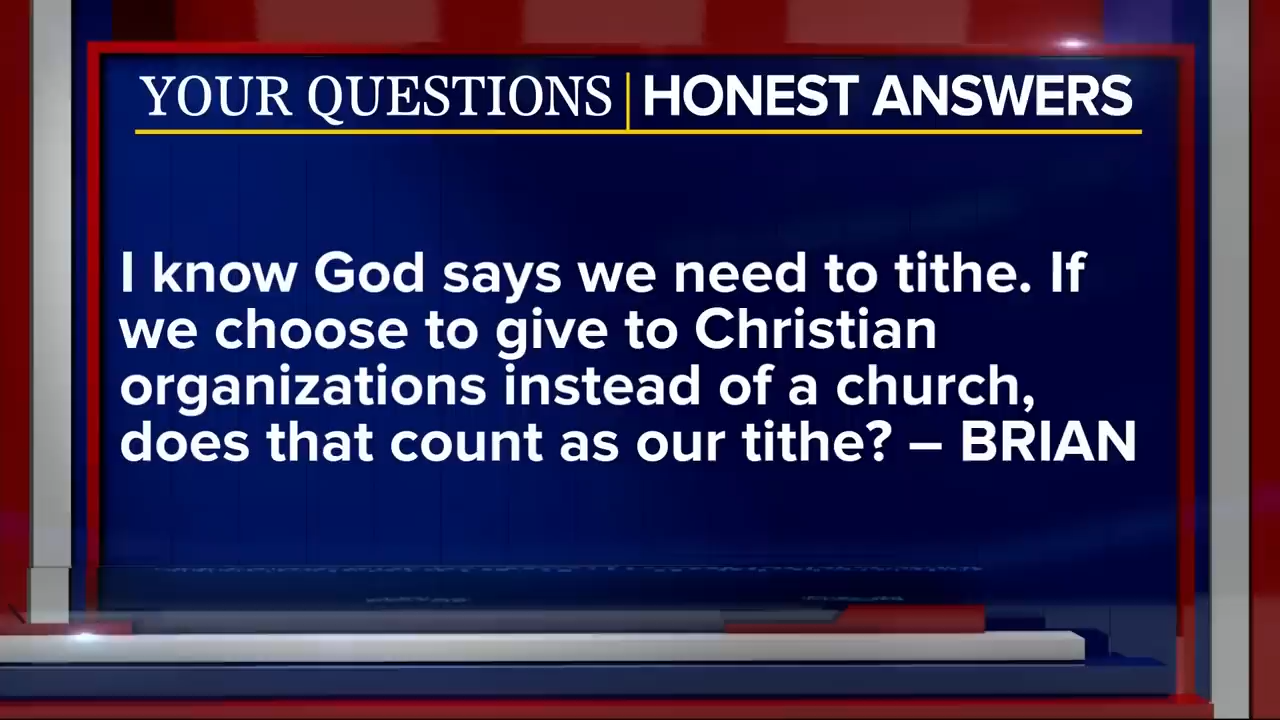 YOUR QUESTIONS | HONEST ANSWERS
I know God says we need to tithe. If
we choose to give to Christian
organizations instead of a church,
does that count as our tithe? – BRIAN